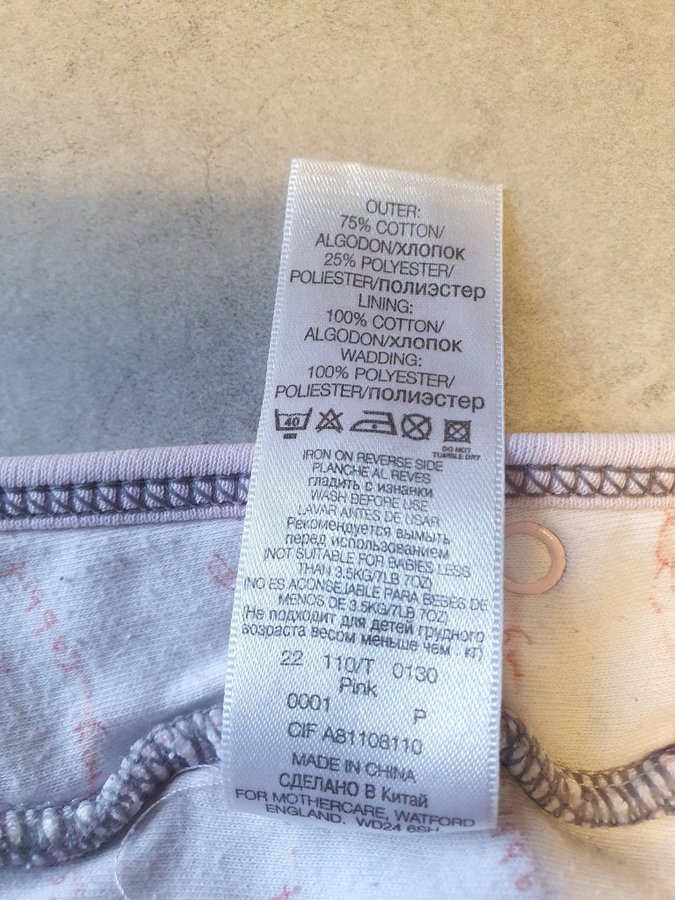 OUTER:
75% COTTON/
ALGODON/ХЛОПОК
25% POLYESTER/
POLIESTER/ПОЛИЭСТЕР
LINING:
100% COTTON/
ALGODON/ХЛОПОК
WADDING:
100% POLYESTER/
POLIESTER/ПОЛИЭСТЕР
40
DO NOT
TUMBLE DRY
IRON ON REVERSE SIDE
PLANCHE AL REVES
гладить с изнанки
WASH BEFORE USE
LAVAR ANTES DE USAR
Рекомендуется вымыть
перед использованием
(NOT SUITABLE FOR BABIES LESS
THAN 3.5KG/7LB 7OZ)
(NO ES ACONSEJABLE PARA BEBES DE
MENOS DE 3.5KG/7LB 7OZ)
(Не подходит для детей грудного
возраста весом меньше чем кг)
22 110/T 0130
Pink
0001 P
CIF A81108110
MADE IN CHINA
СДЕЛАНО В Китай
FOR MOTHERCARE, WATFORD
ENGLAND, WD24 6SH